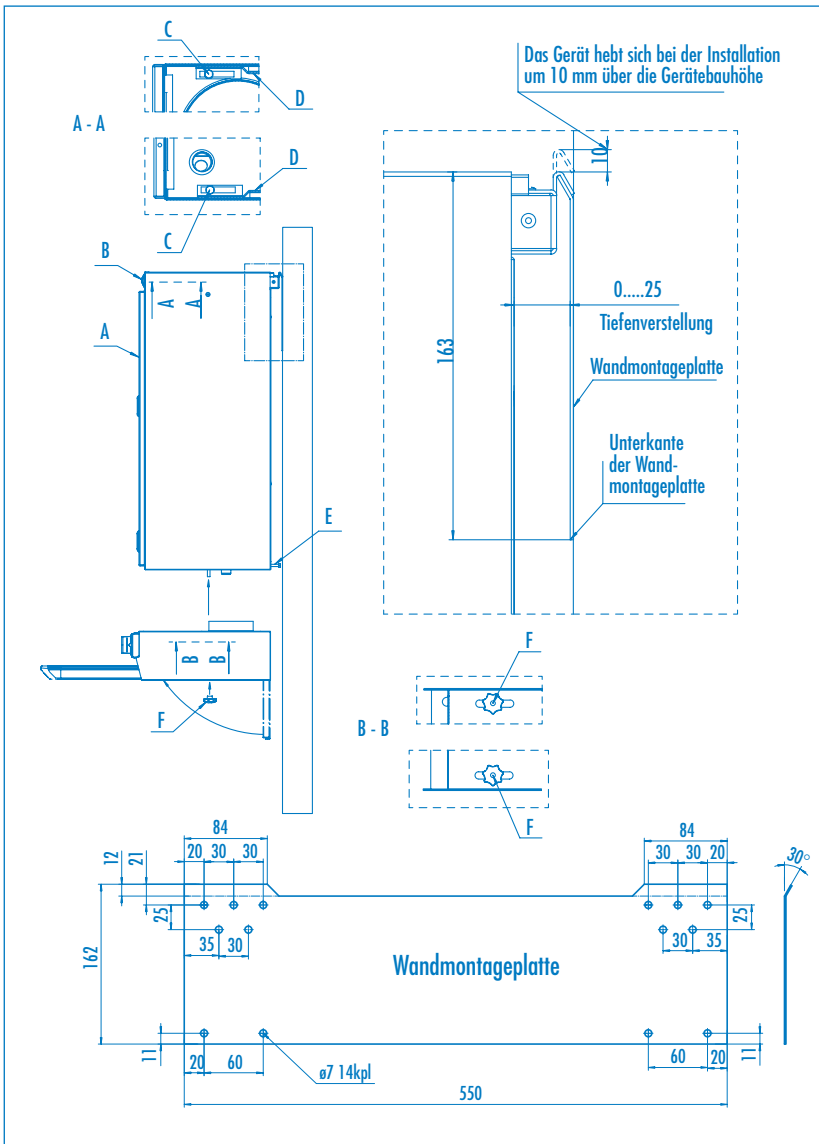 C
Das Gerät hebt sich bei der Installation
um 10 mm über die Gerätebauhöhe
D
A - A
D
10
C
B
A A
A
0.....25
Tiefenverstellung
163
Wandmontageplatte
Unterkante
der Wand-
montageplatte
E
B B
F
F
B - B
F
84
84
20 30 30
30 30 20
12
21
30°
25
25
35 30
30 35
162
Wandmontageplatte
11
11
20 60
ø7 14kpl
60 20
550